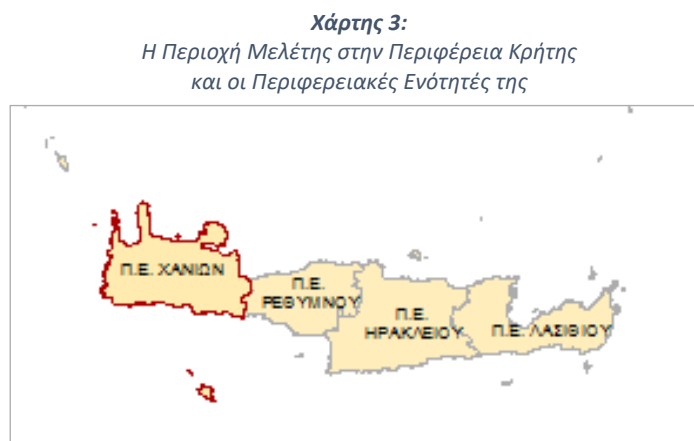 Χάρτης 3:
Η Περιοχή Μελέτης στην Περιφέρεια Κρήτης
και οι Περιφερειακές Ενότητές της
Π.Ε. ΧΑΝΙΩΝ
Π.Ε.
ΡΕΘΥΜΝΟΥ
Π.Ε.
ΗΡΑΚΛΕΙΟΥ
Π.Ε. ΛΑΣΙΘΙΟΥ